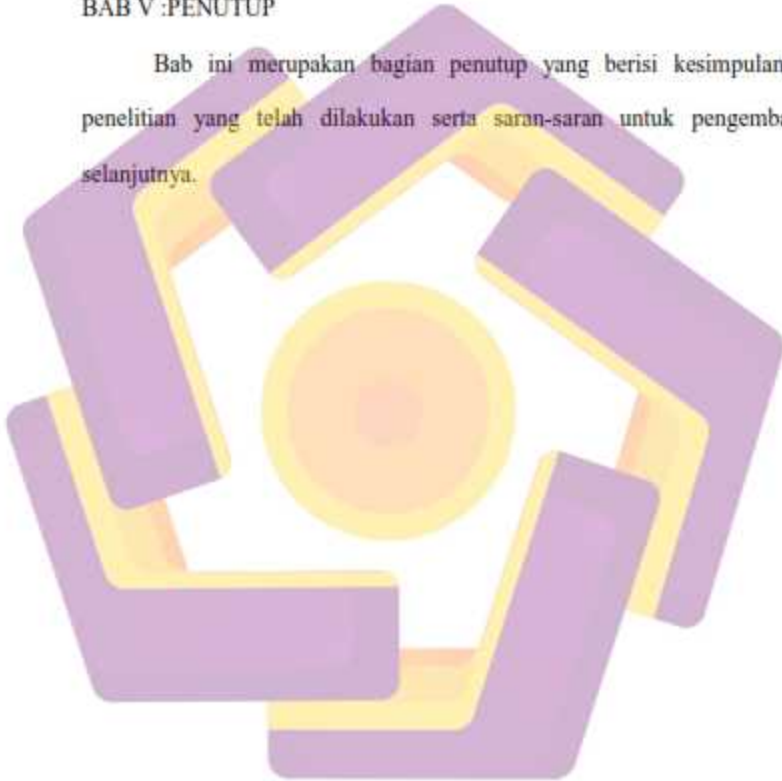 BAB V :PENUTUP
Bab ini merupakan bagian penutup yang berisi kesimpulan
penelitian yang telah dilakukan serta saran-saran untuk pengemba
selanjutnya.